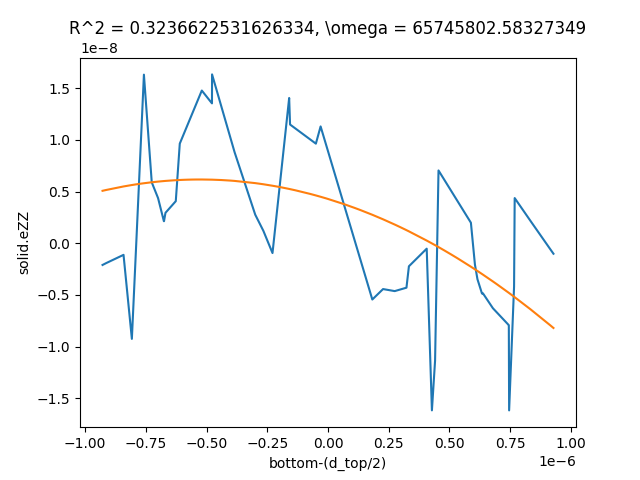 R^2 = 0.3236622531626334, \omega = 65745802.58327349
1e−8
1.5
1.0
0.5
0.0
−0.5
−1.0
−1.5
solid.eZZ
−1.00 −0.75 −0.50 −0.25 0.00 0.25 0.50 0.75 1.00
bottom-(d_top/2)
1e−6